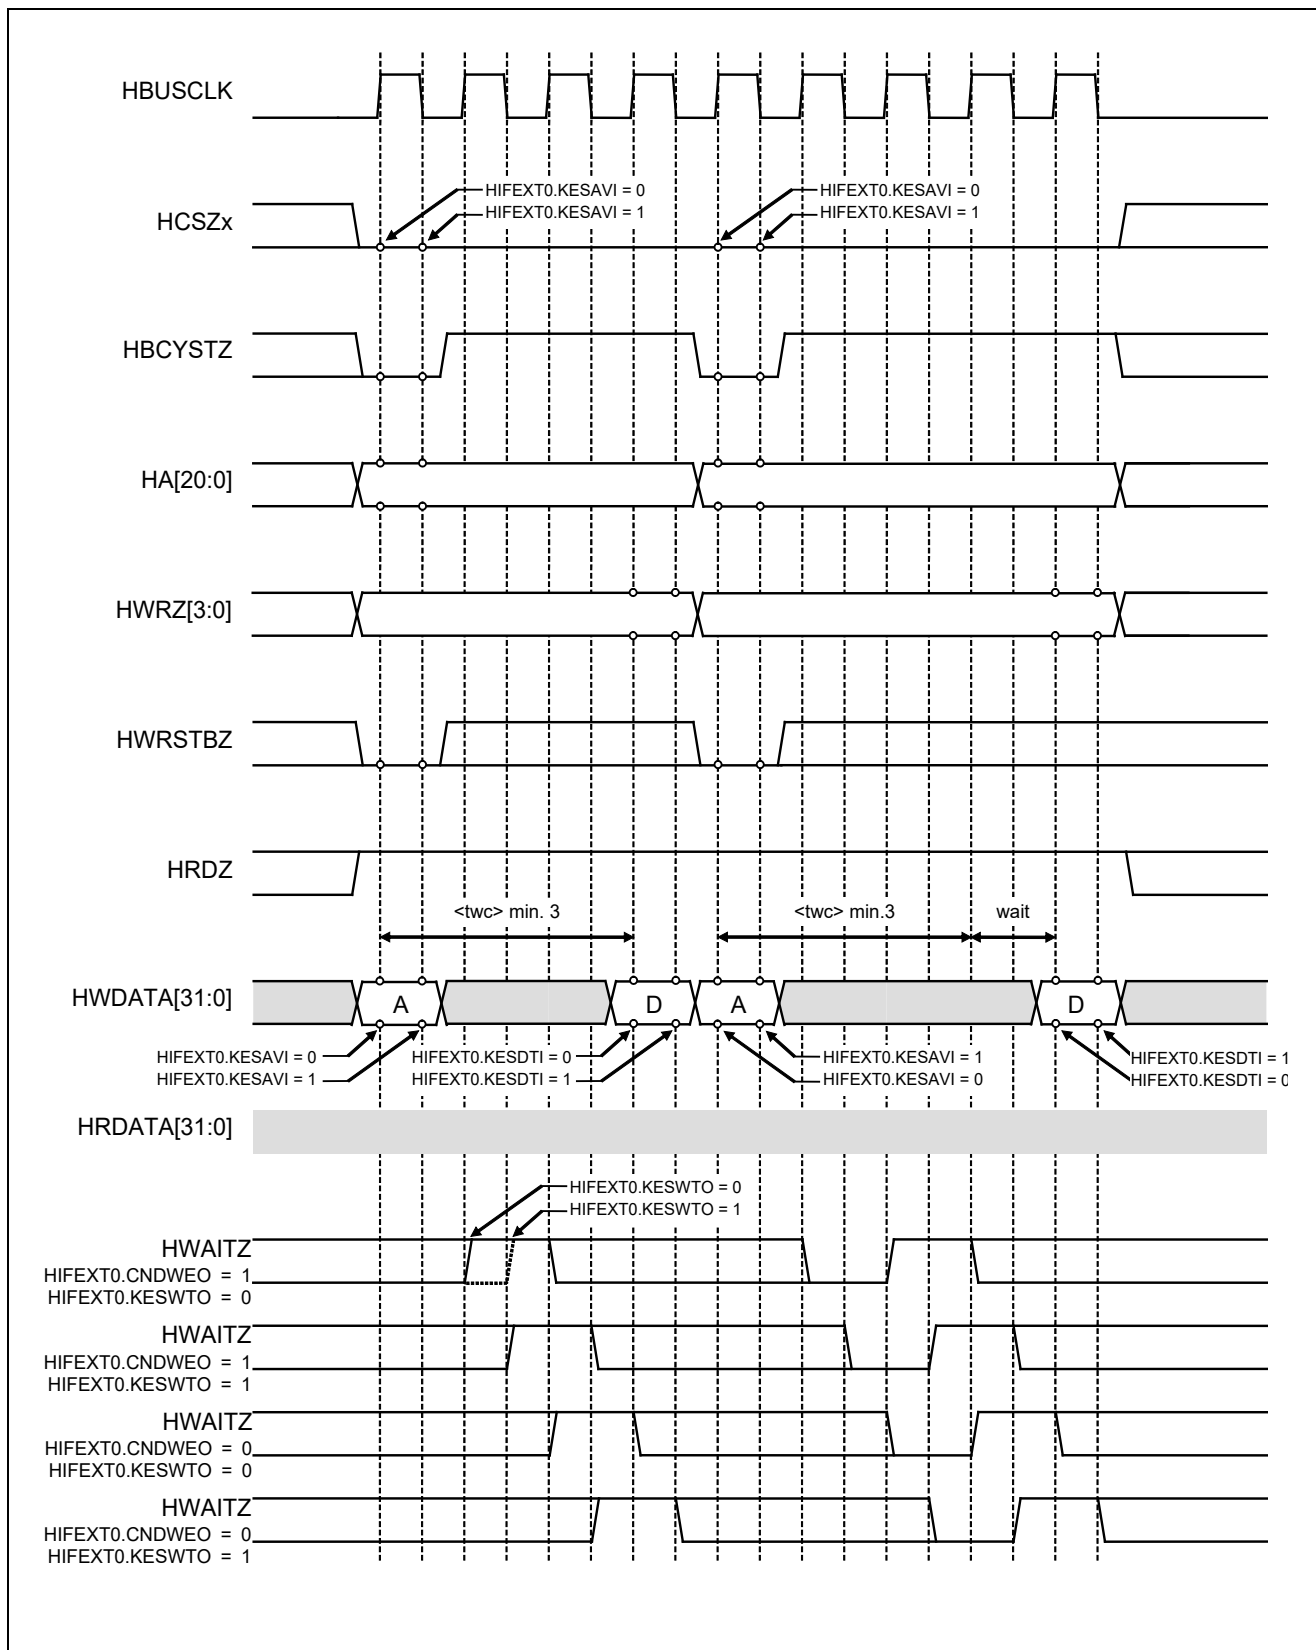 HBUSCLK
HIFEXT0.KESAVI = 0
HIFEXT0.KESAVI = 0
HIFEXT0.KESAVI = 1
HIFEXT0.KESAVI = 1
HCSZx
HBCYSTZ
HA[20:0]
HWRZ[3:0]
HWRSTBZ
HRDZ
<twc> min. 3
<twc> min.3
wait
HWDATA[31:0]
A
D
A
D
HIFEXT0.KESAVI = 0
HIFEXT0.KESDTI = 0
HIFEXT0.KESAVI = 1
HIFEXT0.KESDTI = 1
HIFEXT0.KESAVI = 1
HIFEXT0.KESDTI = 1
HIFEXT0.KESAVI = 0
HIFEXT0.KESDTI = 0
HRDATA[31:0]
HIFEXT0.KESWTO = 0
HIFEXT0.KESWTO = 1
HWAITZ
HIFEXT0.CNDWEO = 1
HIFEXT0.KESWTO = 0
HWAITZ
HIFEXT0.CNDWEO = 1
HIFEXT0.KESWTO = 1
HWAITZ
HIFEXT0.CNDWEO = 0
HIFEXT0.KESWTO = 0
HWAITZ
HIFEXT0.CNDWEO = 0
HIFEXT0.KESWTO = 1